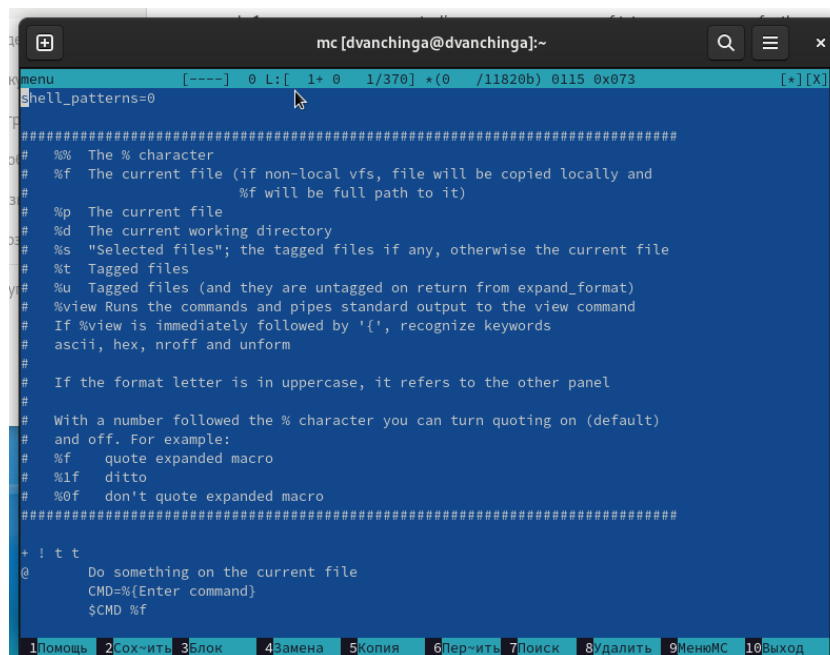 mc [dvanchinga@dvanchinga]:~
menu [----] 0 L:[ 1+ 0 1/370] *(0 /11820b) 0115 0x073 [*][X]
shell_patterns=0
##############################################################################
# %% The % character
# %f The current file (if non-local vfs, file will be copied locally and
# %f will be full path to it)
# %p The current file
# %d The current working directory
# %s "Selected files"; the tagged files if any, otherwise the current file
# %t Tagged files
# %u Tagged files (and they are untagged on return from expand_format)
# %view Runs the commands and pipes standard output to the view command
# If %view is immediately followed by '{', recognize keywords
# ascii, hex, nroff and unform
#
# If the format letter is in uppercase, it refers to the other panel
#
# With a number followed the % character you can turn quoting on (default)
# and off. For example:
# %f quote expanded macro
# %1f ditto
# %0f don't quote expanded macro
##############################################################################
+ ! t t
@ Do something on the current file
CMD=%{Enter command}
$CMD %f
1Помощь 2Сох~ить 3Блок 4Замена 5Копия 6Пер~ить 7Поиск 8Удалить 9МенюMC 10Выход